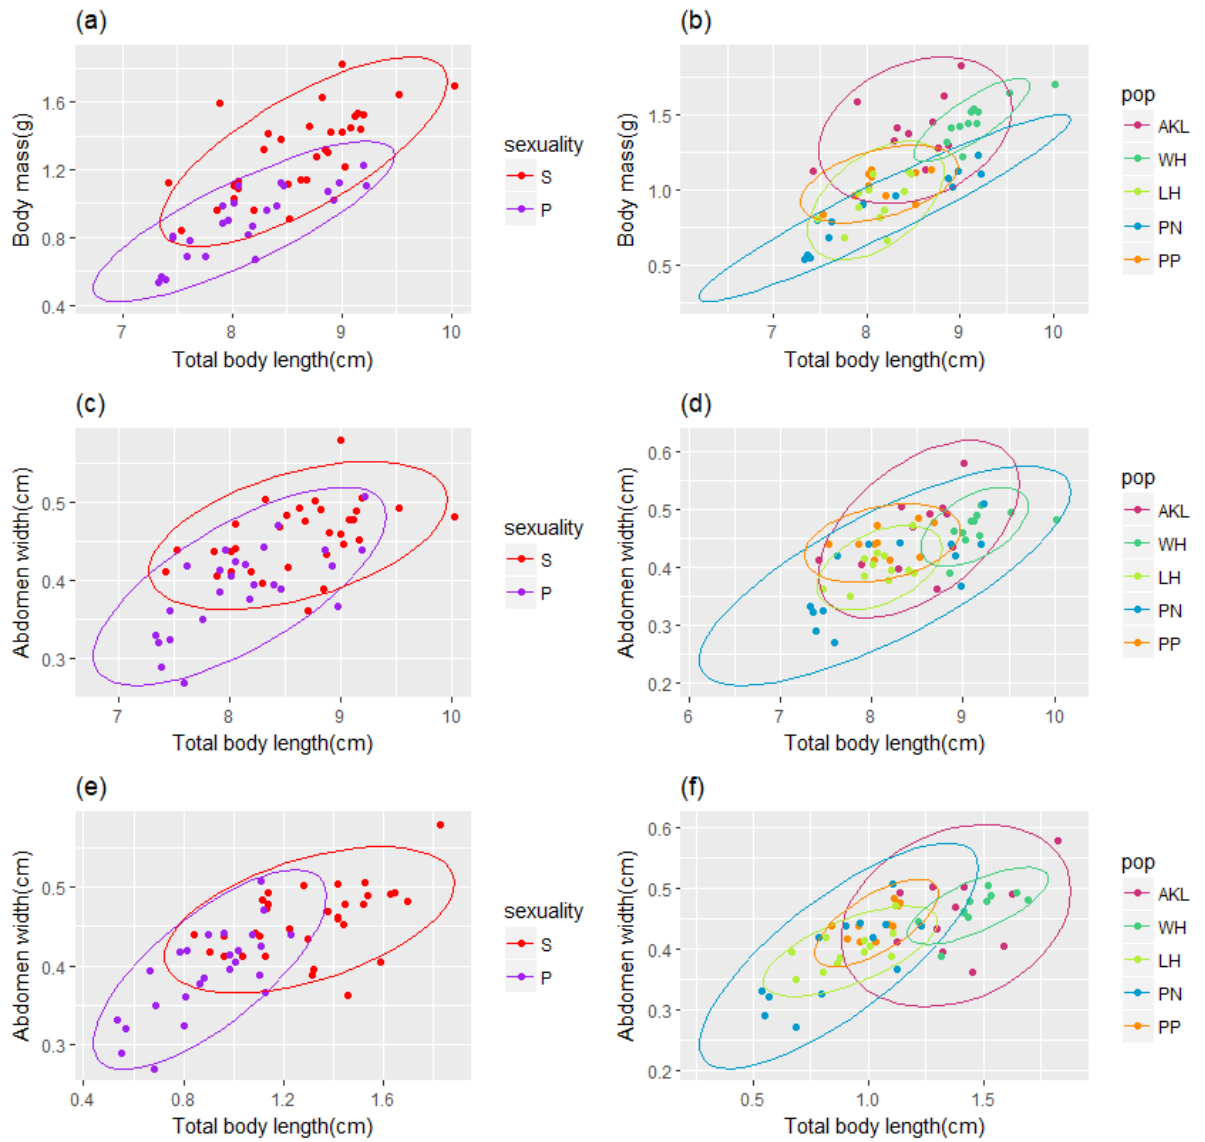 (a)
Body mass(g)
1.6
1.2
0.8
0.4
7 8 9 10
Total body length(cm)
sexuality
S
P
(b)
Body mass(g)
1.5
1.0
0.5
7 8 9 10
Total body length(cm)
pop
AKL
WH
LH
PN
PP
(c)
Abdomen width(cm)
0.5
0.4
0.3
7 8 9 10
Total body length(cm)
sexuality
S
P
(d)
Abdomen width(cm)
0.6
0.5
0.4
0.3
0.2
6 7 8 9 10
Total body length(cm)
pop
AKL
WH
LH
PN
PP
(e)
Abdomen width(cm)
0.5
0.4
0.3
0.4 0.8 1.2 1.6
Total body length(cm)
sexuality
S
P
(f)
Abdomen width(cm)
0.6
0.5
0.4
0.3
0.2
0.5 1.0 1.5
Total body length(cm)
pop
AKL
WH
LH
PN
PP